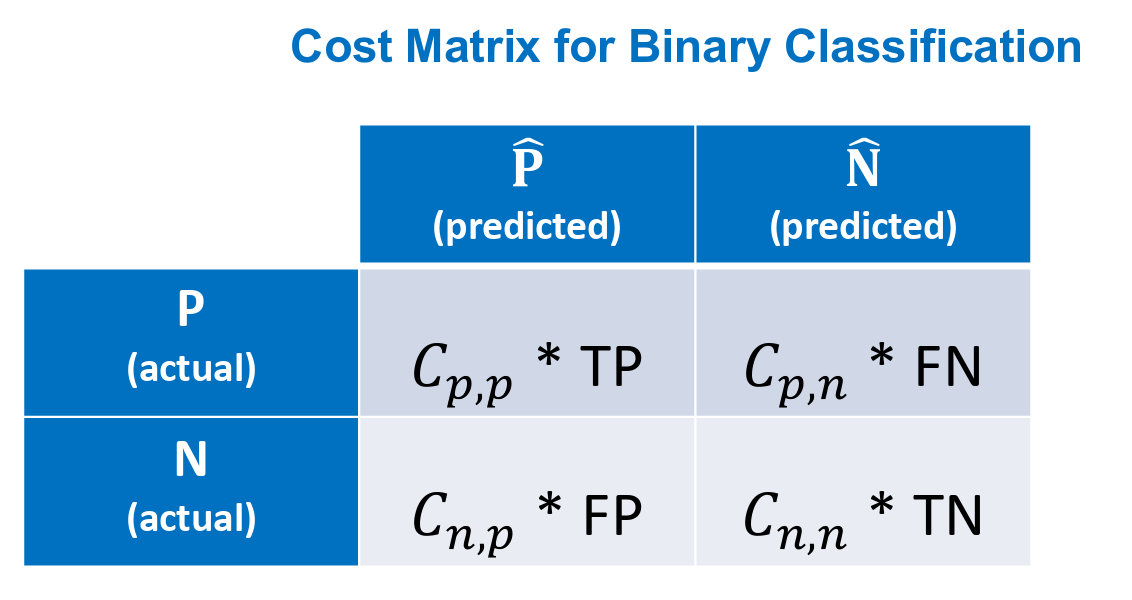 Cost Matrix for Binary Classification
P̂ N̂
(predicted) (predicted)
P
(actual)
C_{p,p} * TP C_{p,n} * FN
N
(actual)
C_{n,p} * FP C_{n,n} * TN